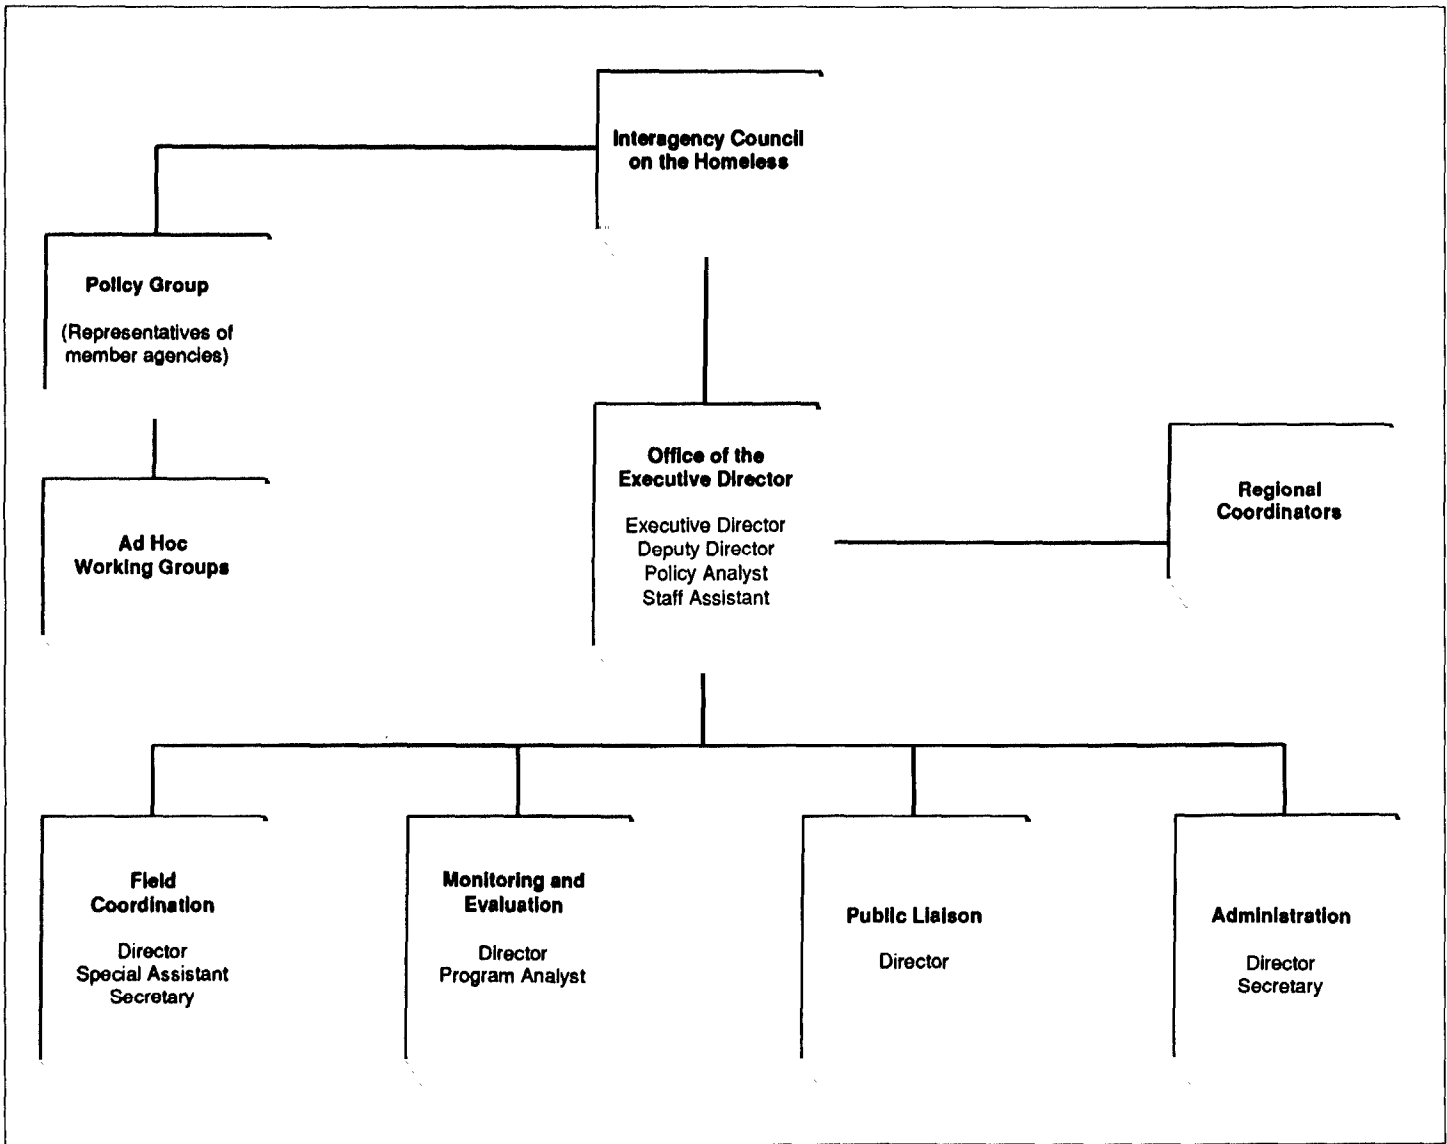 Interagency Council
on the Homeless
Policy Group
(Representatives of
member agencies)
Ad Hoc
Working Groups
Office of the
Executive Director
Executive Director
Deputy Director
Policy Analyst
Staff Assistant
Regional
Coordinators
Field
Coordination
Director
Special Assistant
Secretary
Monitoring and
Evaluation
Director
Program Analyst
Public Liaison
Director
Administration
Director
Secretary